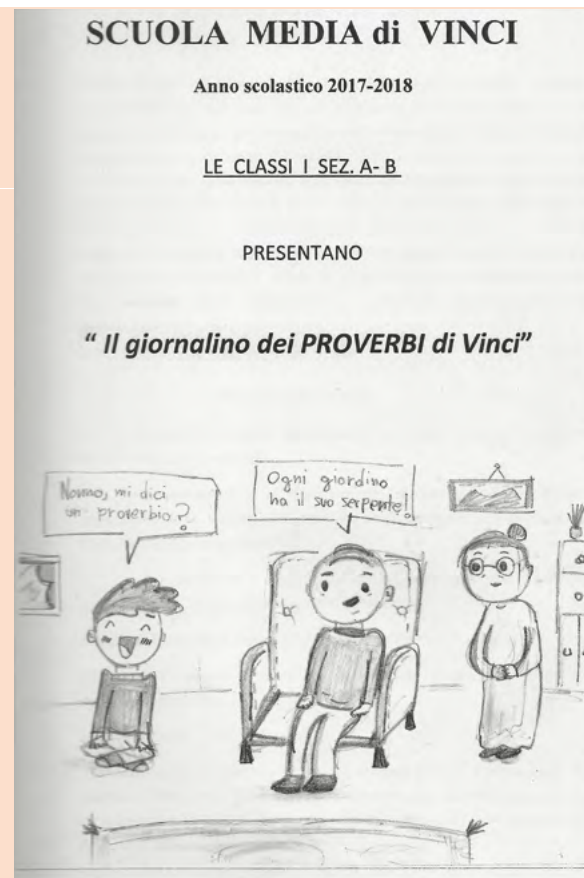 SCUOLA MEDIA di VINCI
Anno scolastico 2017-2018
LE CLASSI I SEZ. A- B
PRESENTANO
“ Il giornalino dei PROVERBI di Vinci”
Nonno, mi dici
un proverbio?
Ogni giardino
ha il suo serpente!